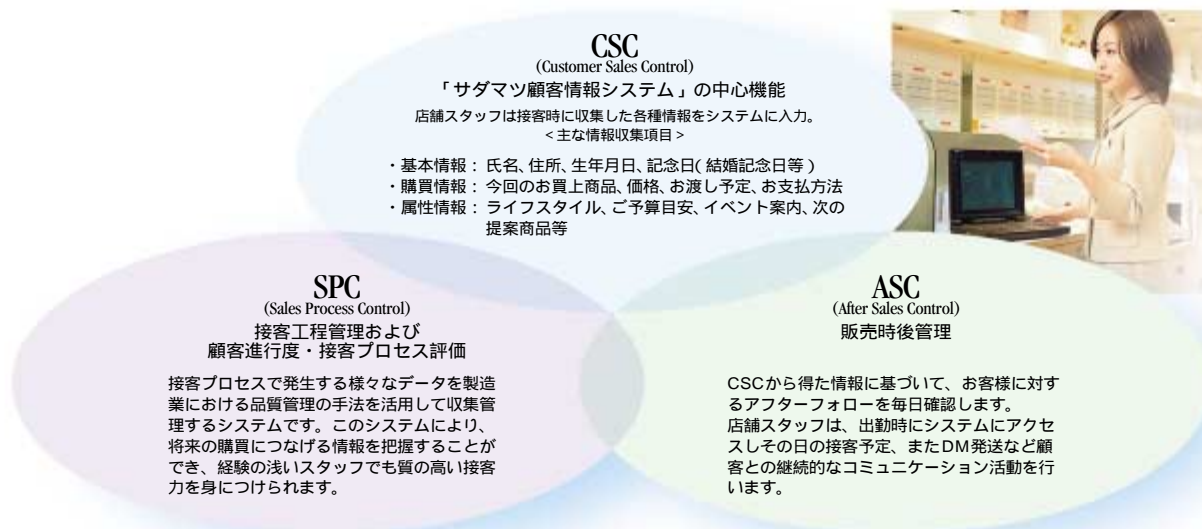 CSC
(Customer Sales Control)
「サダマツ顧客情報システム」の中心機能
店舗スタッフは接客時に収集した各種情報をシステムに入力。
<主な情報収集項目>
・基本情報：氏名、住所、生年月日、記念日(結婚記念日等)
・購買情報：今回のお買上商品、価格、お渡し予定、お支払方法
・属性情報：ライフスタイル、ご予算目安、イベント案内、次の
提案商品等
SPC
(Sales Process Control)
接客工程管理および
顧客進行度・接客プロセス評価
接客プロセスで発生する様々なデータを製造
業における品質管理の手法を活用して収集管
理するシステムです。このシステムにより、
将来の購買につなげる情報を把握することが
でき、経験の浅いスタッフでも質の高い接客
力を身につけられます。
ASC
(After Sales Control)
販売時後管理
CSCから得た情報に基づいて、お客様に対す
るアフターフォローを毎日確認します。
店舗スタッフは、出勤時にシステムにアクセ
スしその日の接客予定、またDM発送など顧
客との継続的なコミュニケーション活動を行
います。